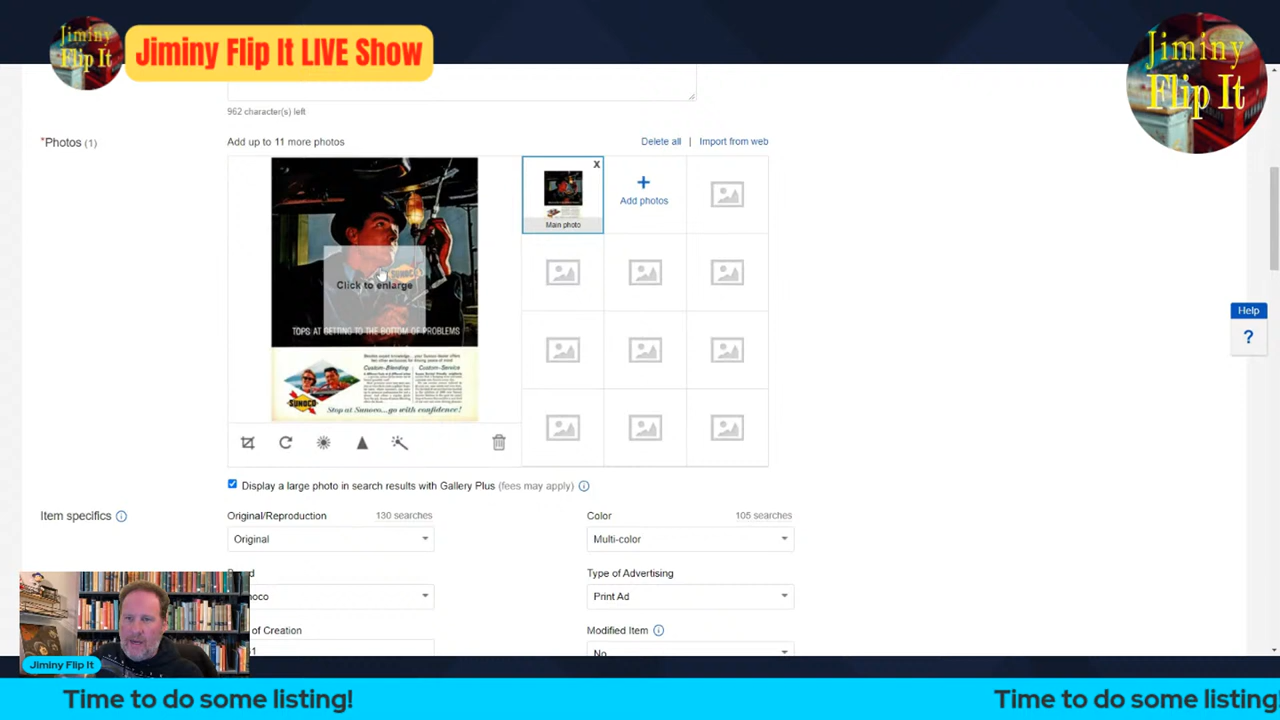 Jiminy Flip It
Jiminy Flip It LIVE Show
Jiminy Flip It
962 character(s) left
*Photos (1)
Add up to 11 more photos
Delete all | Import from web
X
Main photo
+
Add photos
SUNOCO
Click to enlarge
TOPS AT GETTING TO THE BOTTOM OF PROBLEMS
Custom-Blending
Custom-Service
SUNOCO
Stop at Sunoco...go with confidence!
Help
?
Display a large photo in search results with Gallery Plus (fees may apply)
Item specifics
Original/Reproduction 130 searches
Color 105 searches
Original
Multi-color
Type of Advertising
noco
Print Ad
of Creation
Modified Item
No
Jiminy Flip It
Time to do some listing!
Time to do some listing!